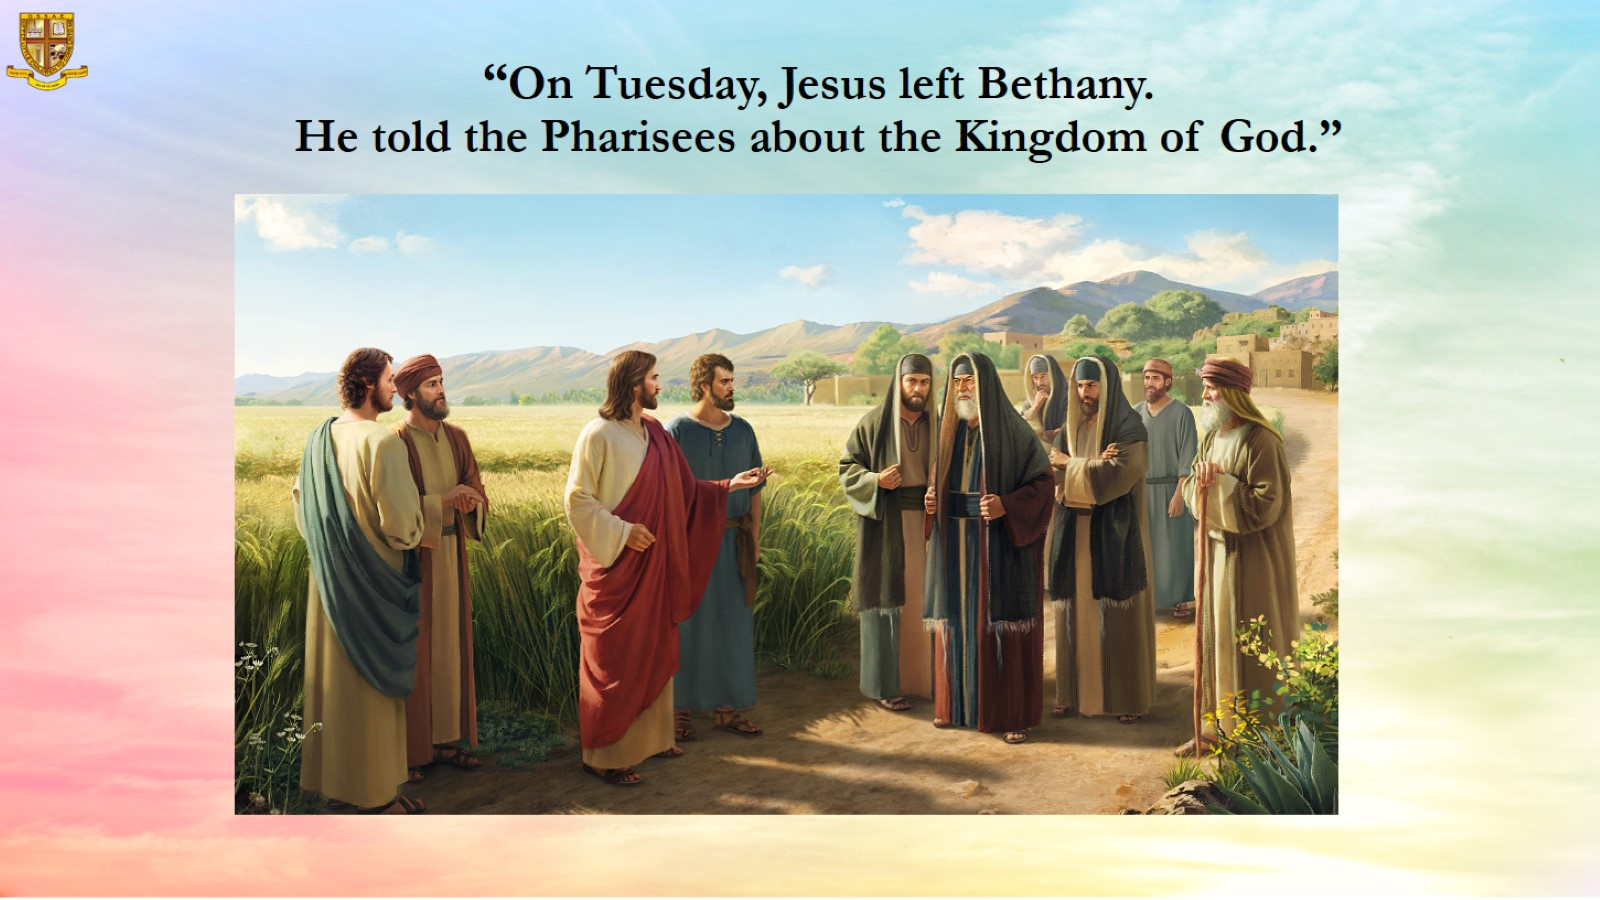 “On Tuesday, Jesus left Bethany.
He told the Pharisees about the Kingdom of God.”